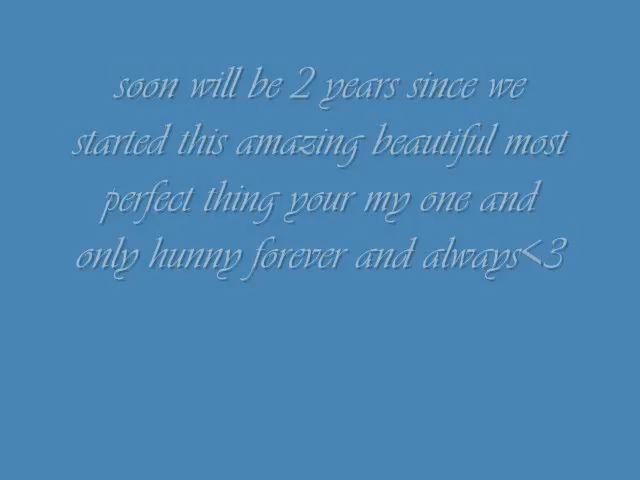 soon will be 2 years since we
started this amazing beautiful most
perfect thing your my one and
only hunny forever and always<3